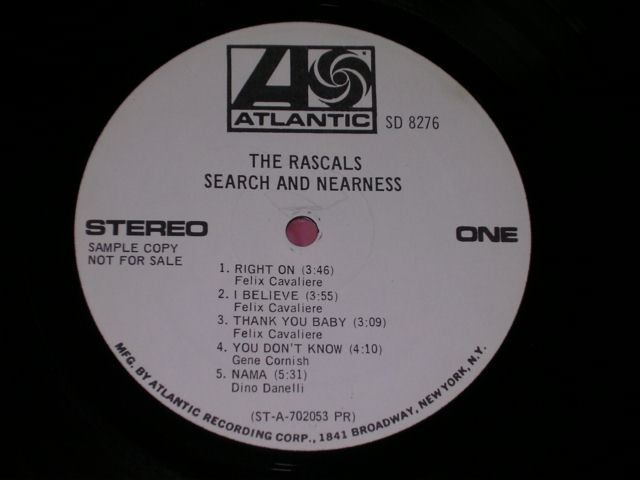 ATLANTIC
SD 8276
THE RASCALS
SEARCH AND NEARNESS
STEREO
ONE
SAMPLE COPY
NOT FOR SALE
1. RIGHT ON (3:46)
Felix Cavaliere
2. I BELIEVE (3:55)
Felix Cavaliere
3. THANK YOU BABY (3:09)
Felix Cavaliere
4. YOU DON'T KNOW (4:10)
Gene Cornish
5. NAMA (5:31)
Dino Danelli
(ST-A-702053 PR)
MFG. BY ATLANTIC RECORDING CORP., 1841 BROADWAY, NEW YORK, N.Y.